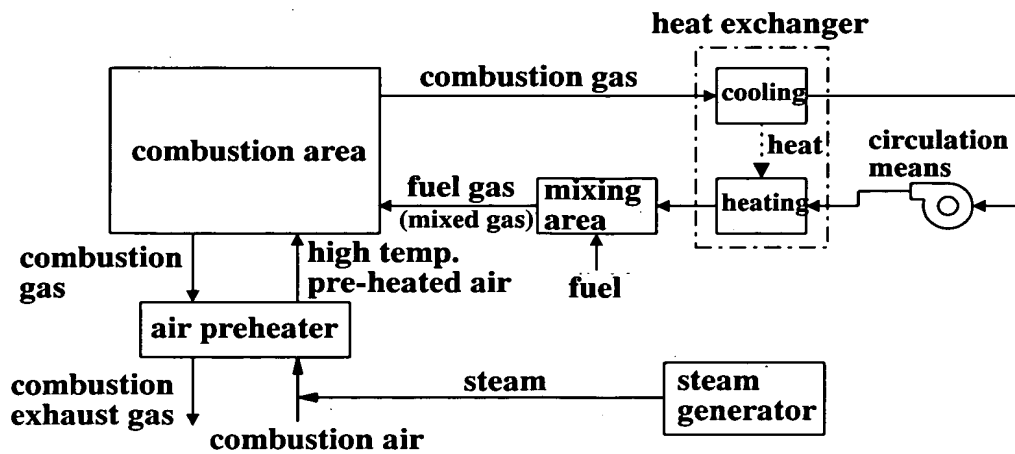 heat exchanger
combustion gas
cooling
combustion area
heat
circulation
means
fuel gas
(mixed gas)
mixing
area
heating
combustion
gas
high temp.
pre-heated air
fuel
air preheater
combustion
exhaust gas
steam
steam
generator
combustion air